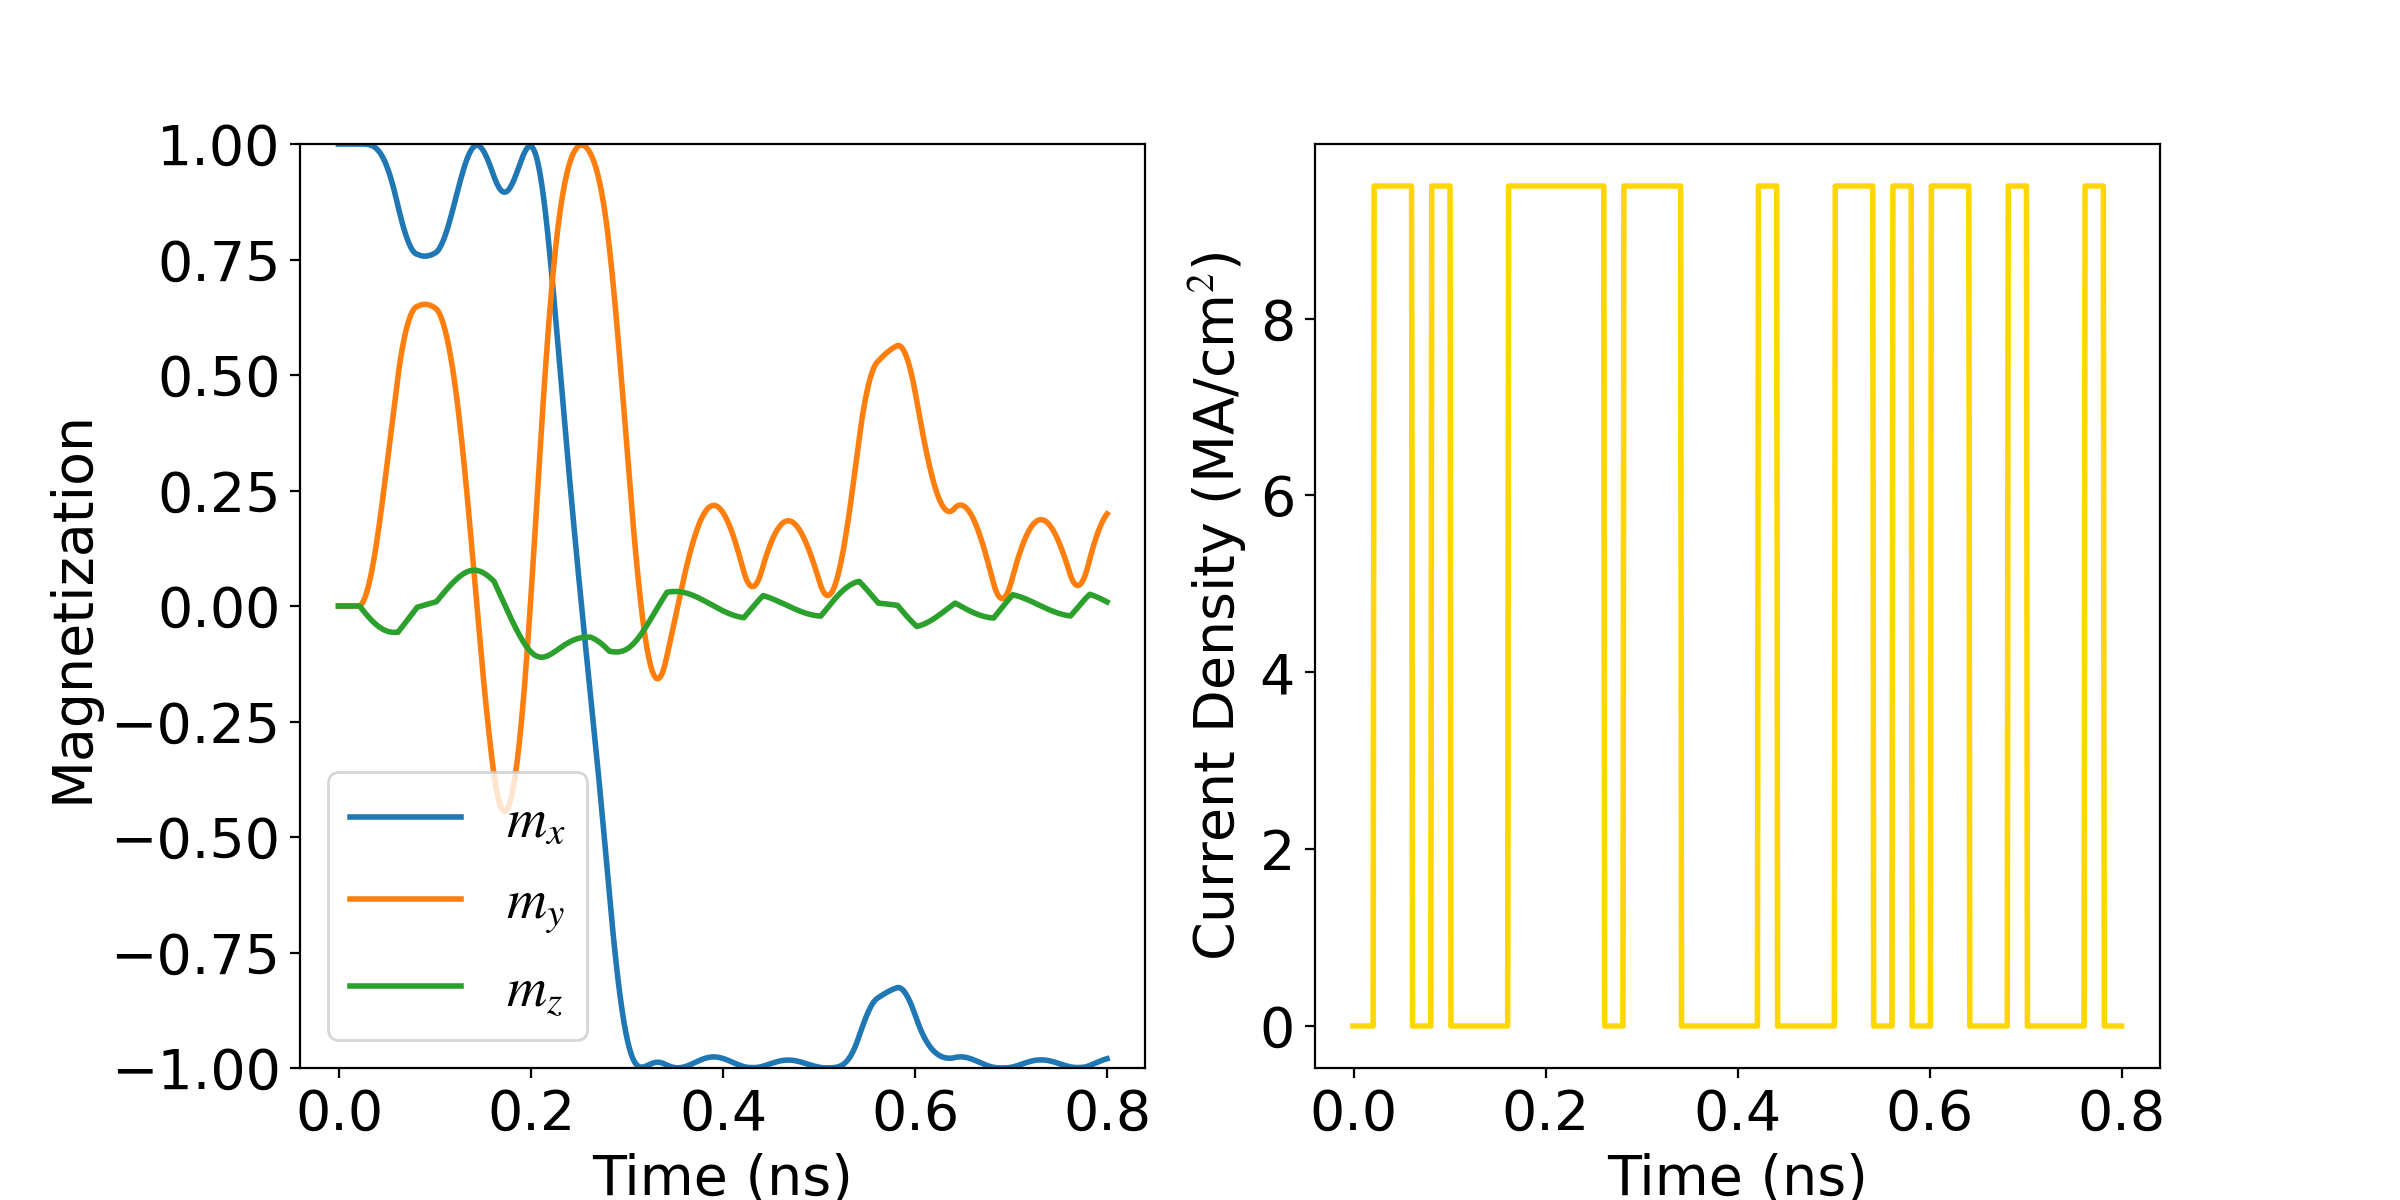 Magnetization
1.00
0.75
0.50
0.25
0.00
−0.25
−0.50
−0.75
−1.00
m_x
m_y
m_z
0.0 0.2 0.4 0.6 0.8
Time (ns)
Current Density (MA/cm²)
8
6
4
2
0
0.0 0.2 0.4 0.6 0.8
Time (ns)